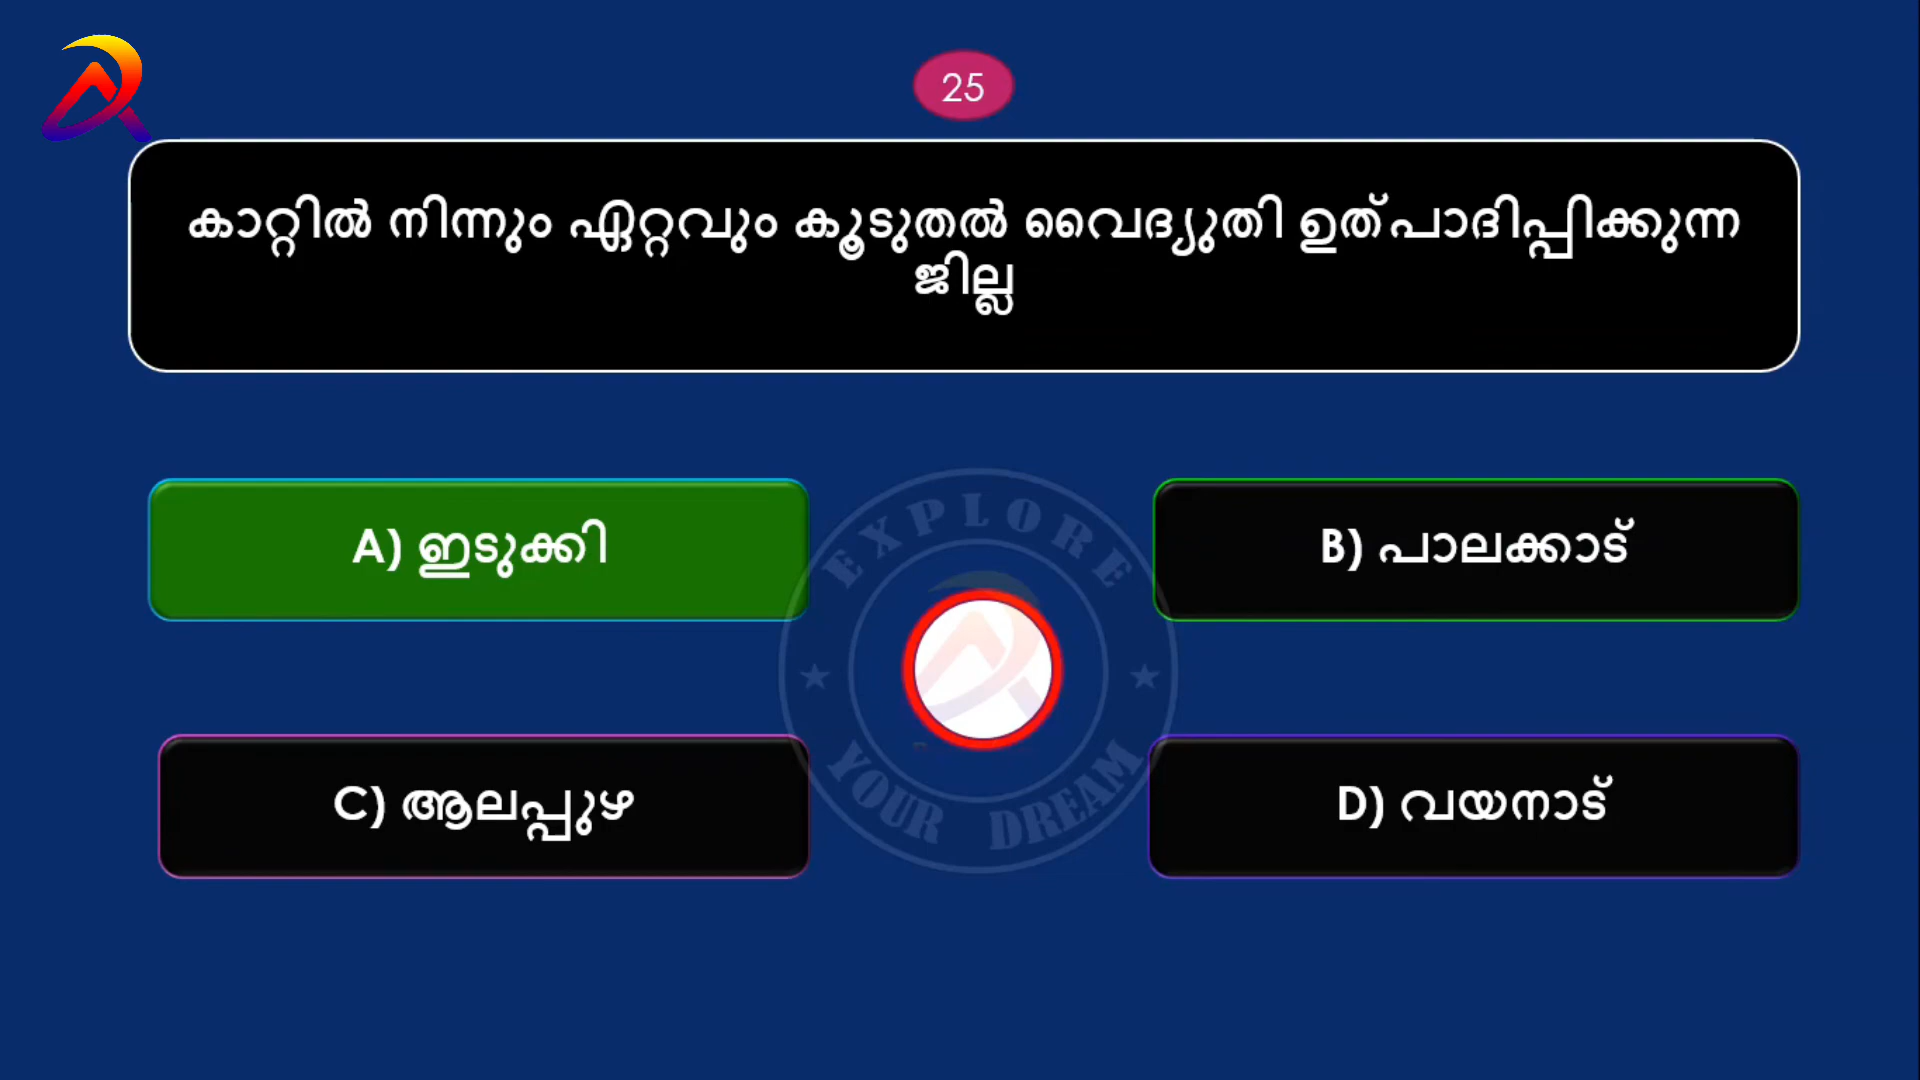 25
കാറ്റിൽ നിന്നും ഏറ്റവും കൂടുതൽ വൈദ്യുതി ഉത്പാദിപ്പിക്കുന്ന
ജില്ല
A) ഇടുക്കി
B) പാലക്കാട്
EXPLORE
YOUR DREAM
C) ആലപ്പുഴ
D) വയനാട്